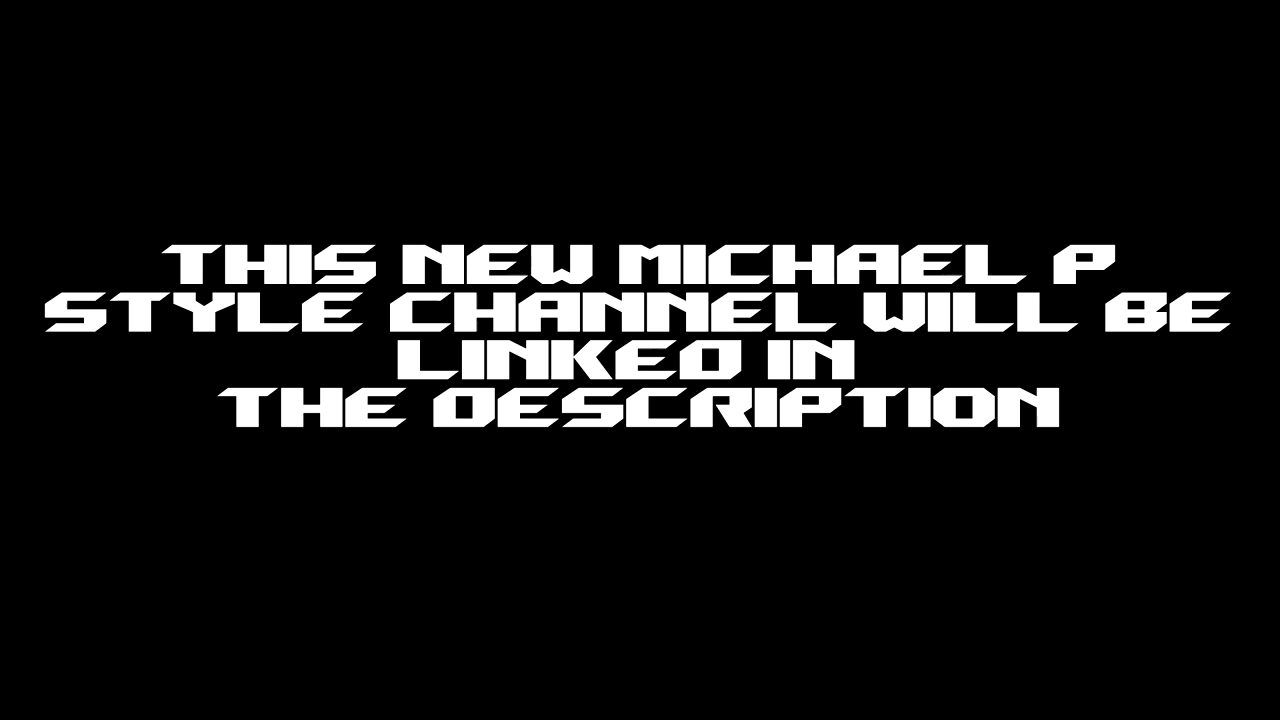 THIS NEW MICHAEL P
STYLE CHANNEL WILL BE
LINKED IN
THE DESCRIPTION